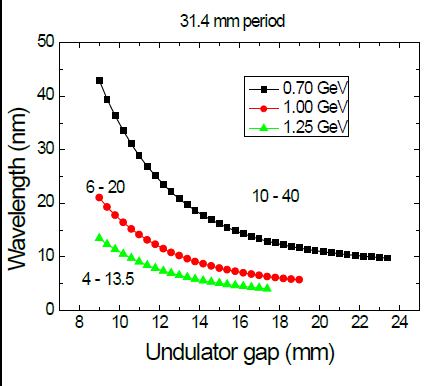 31.4 mm period
50
40
30
20
10
0
Wavelength (nm)
0.70 GeV
1.00 GeV
1.25 GeV
6 - 20
10 - 40
4 - 13.5
8 10 12 14 16 18 20 22 24
Undulator gap (mm)